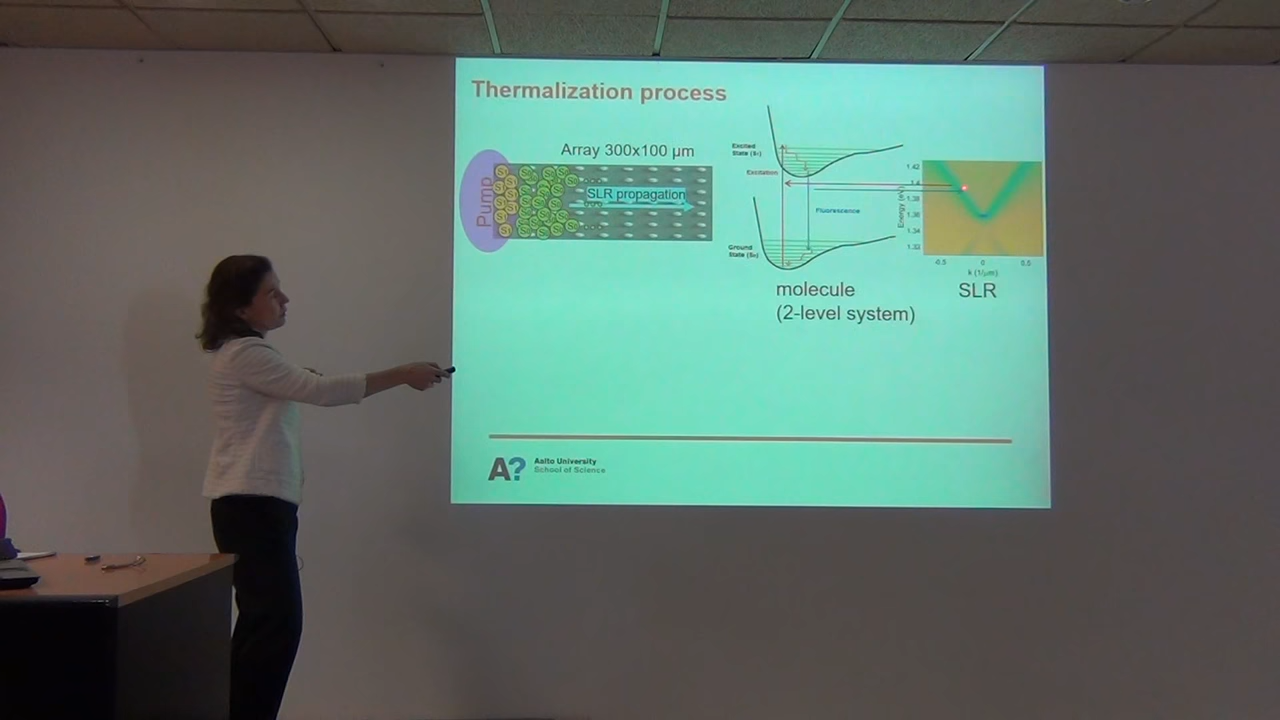 Thermalization process
Array 300x100 µm
Pump
SLR propagation
Excited
State (S₁)
Excitation
Fluorescence
Ground
State (S₀)
Energy (eV)
1.42
1.4
1.38
1.36
1.34
1.33
-0.5
0
0.5
k (1/µm)
molecule
(2-level system)
SLR
A?
Aalto University
School of Science